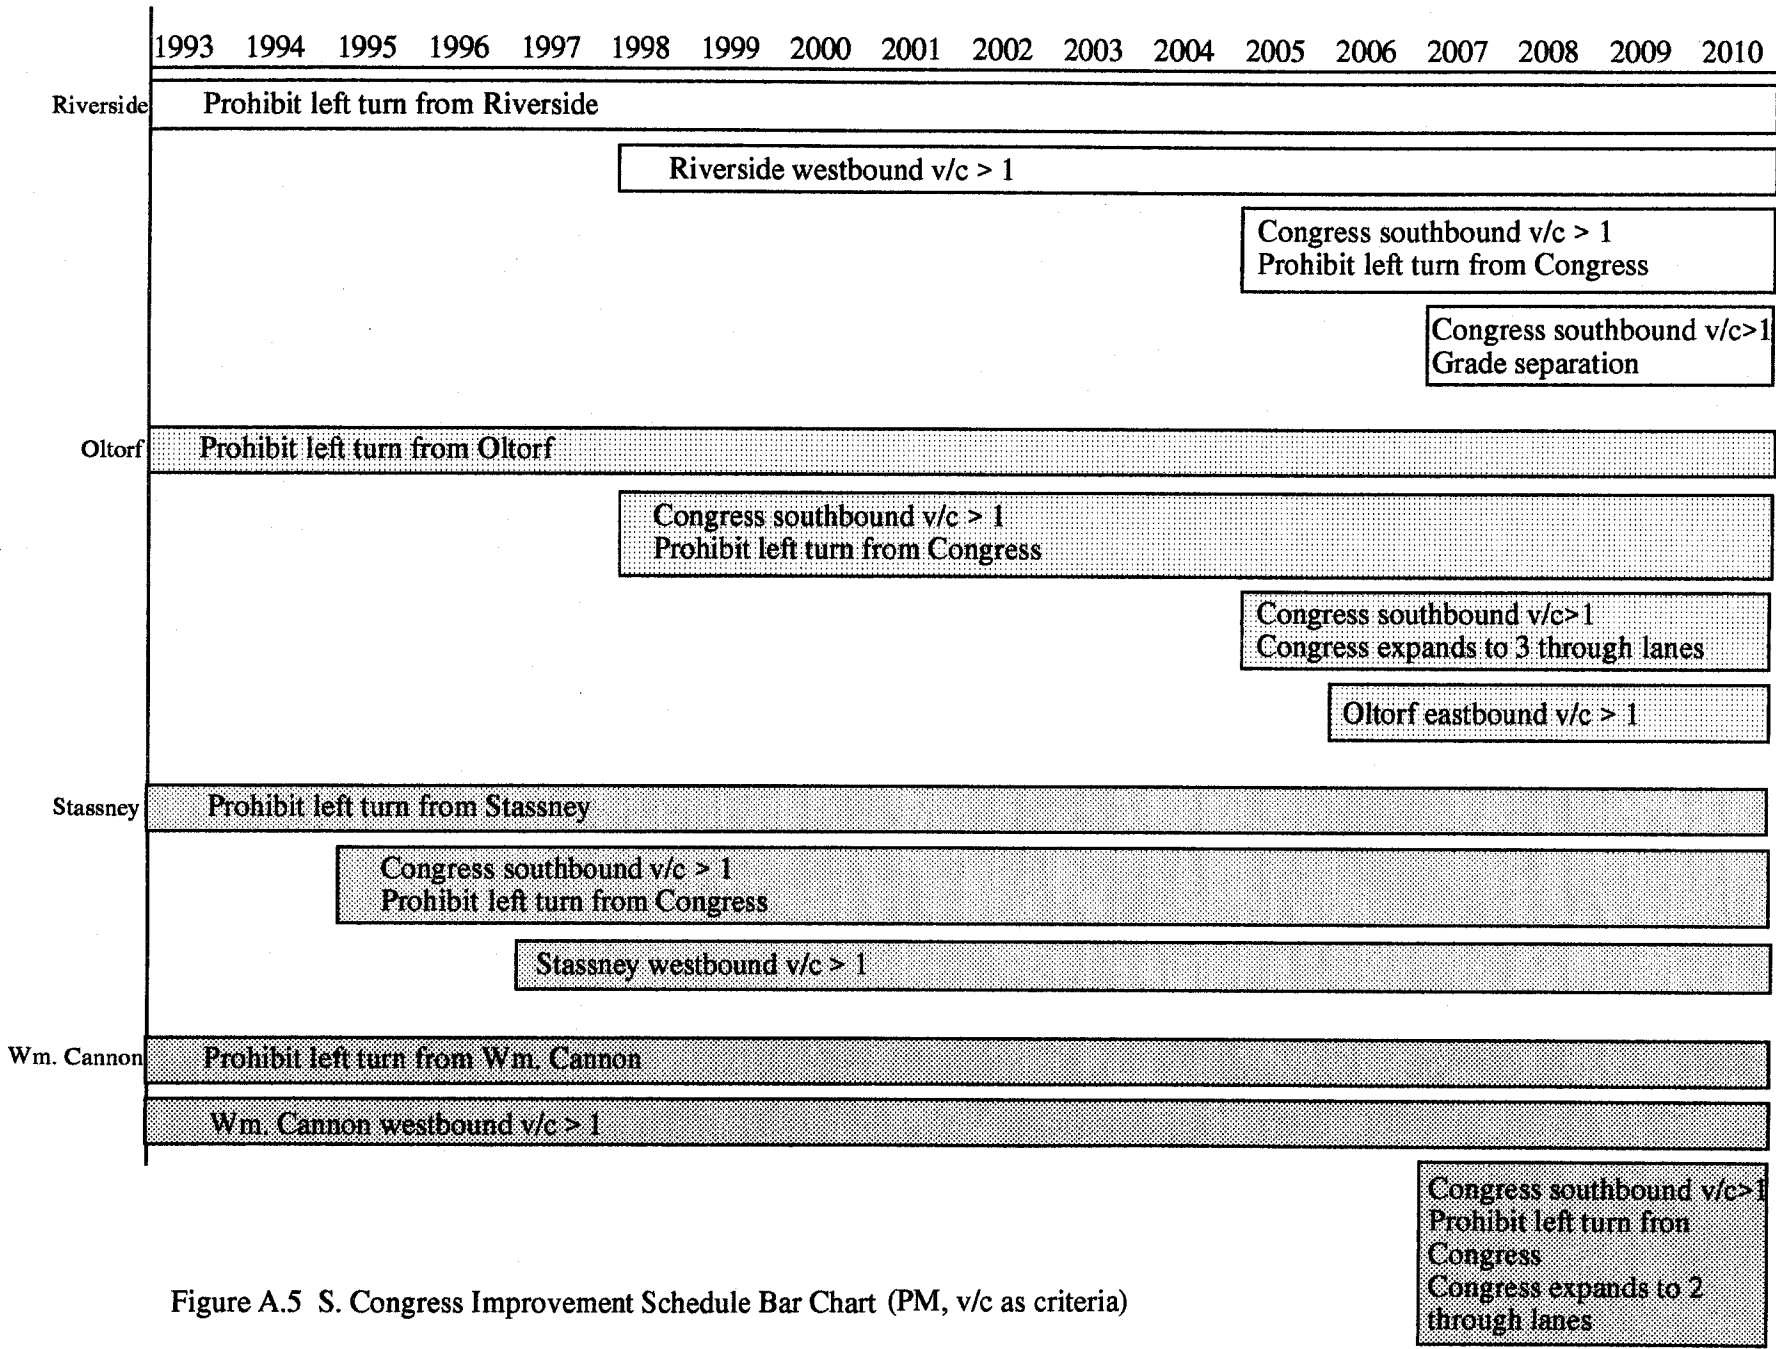 1993 1994 1995 1996 1997 1998 1999 2000 2001 2002 2003 2004 2005 2006 2007 2008 2009 2010
Riverside Prohibit left turn from Riverside
Riverside westbound v/c > 1
Congress southbound v/c > 1
Prohibit left turn from Congress
Congress southbound v/c>1
Grade separation
Oltorf Prohibit left turn from Oltorf
Congress southbound v/c > 1
Prohibit left turn from Congress
Congress southbound v/c>1
Congress expands to 3 through lanes
Oltorf eastbound v/c > 1
Stassney Prohibit left turn from Stassney
Congress southbound v/c > 1
Prohibit left turn from Congress
Stassney westbound v/c > 1
Wm. Cannon Prohibit left turn from Wm. Cannon
Wm. Cannon westbound v/c > 1
Congress southbound v/c>1
Prohibit left turn fron
Congress
Congress expands to 2
through lanes
Figure A.5 S. Congress Improvement Schedule Bar Chart (PM, v/c as criteria)